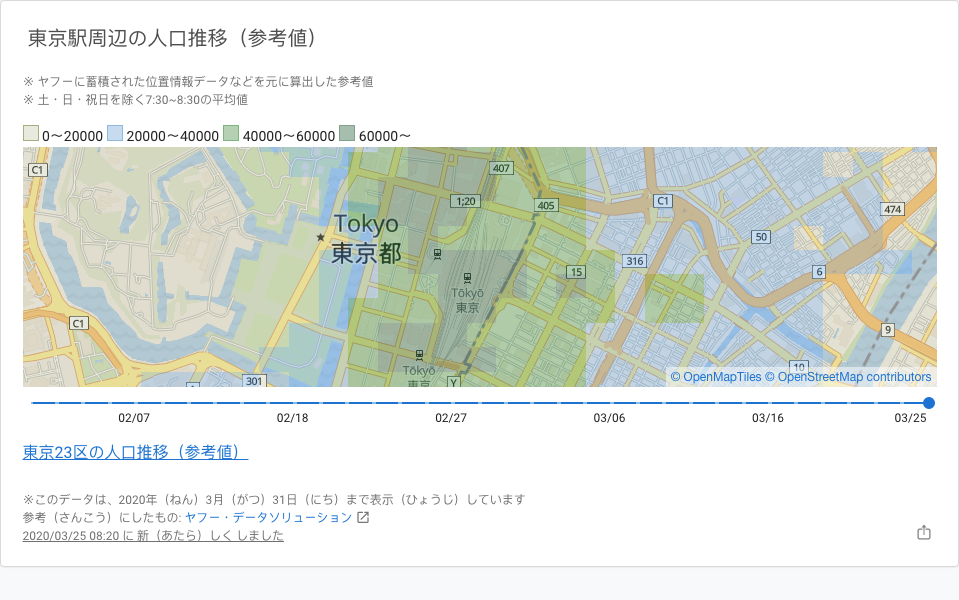 東京駅周辺の人口推移（参考値）
※ ヤフーに蓄積された位置情報データなどを元に算出した参考値
※ 土・日・祝日を除く7:30~8:30の平均値
0～20000 20000～40000 40000～60000 60000～
C1
407
1;20
405
C1
474
Tokyo
東京都
50
316
15
6
Tōkyō
東京
C1
9
Tōkyō
東京
301
Y
10
© OpenMapTiles © OpenStreetMap contributors
02/07 02/18 02/27 03/06 03/16 03/25
東京23区の人口推移（参考値）
※このデータは、2020年（ねん）3月（がつ）31日（にち）まで表示（ひょうじ）しています
参考（さんこう）にしたもの: ヤフー・データソリューション
2020/03/25 08:20 に 新（あたら）しく しました